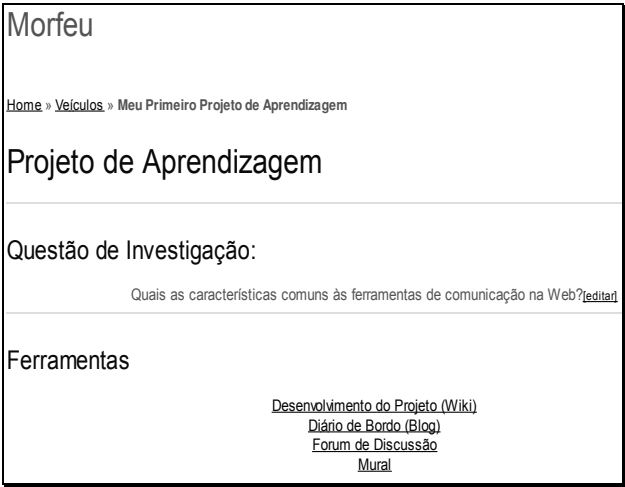 Morfeu
Home » Veículos » Meu Primeiro Projeto de Aprendizagem
Projeto de Aprendizagem
Questão de Investigação:
Quais as características comuns às ferramentas de comunicação na Web?[editar]
Ferramentas
Desenvolvimento do Projeto (Wiki)
Diário de Bordo (Blog)
Forum de Discussão
Mural